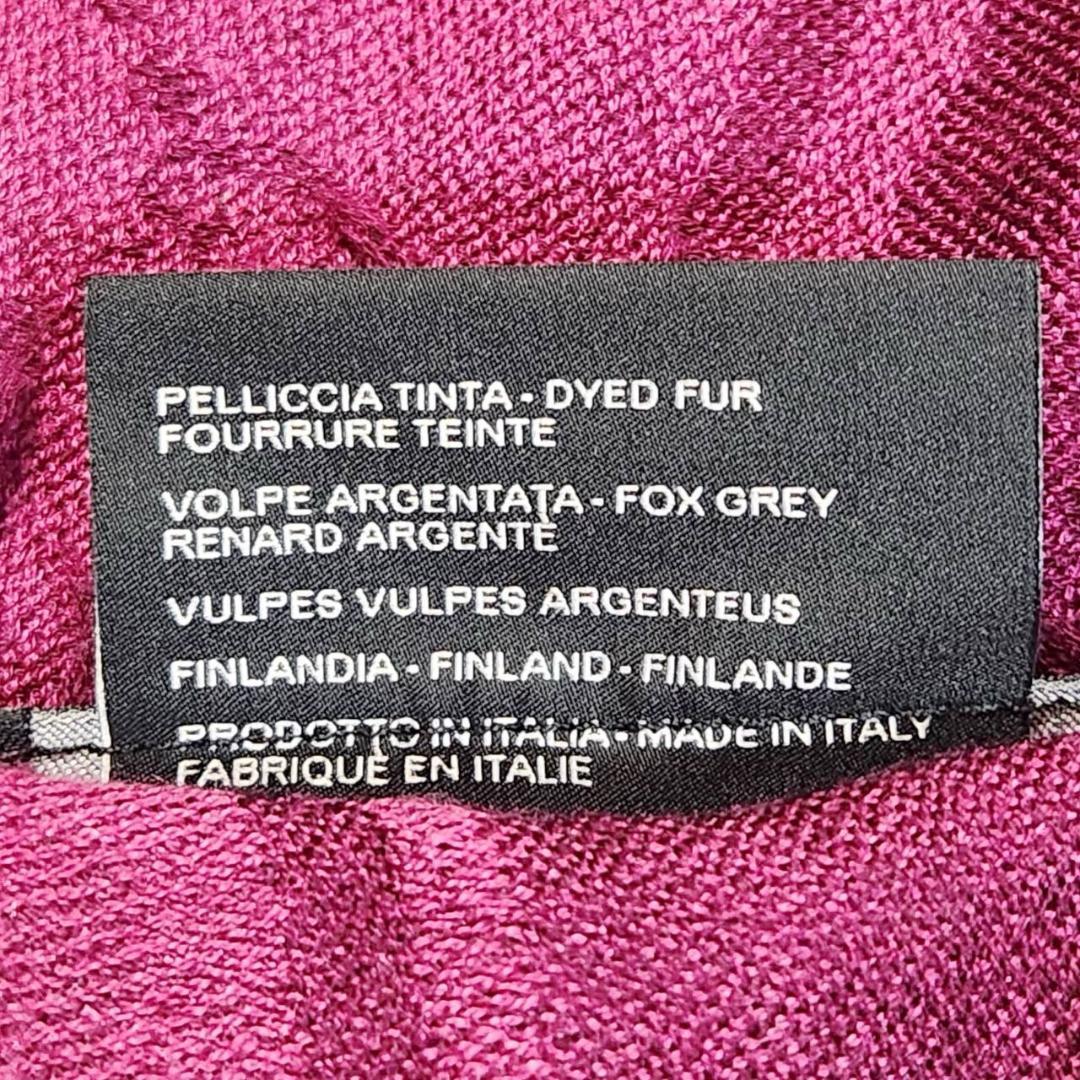 PELLICCIA TINTA - DYED FUR
FOURRURE TEINTE
VOLPE ARGENTATA - FOX GREY
RENARD ARGENTE
VULPES VULPES ARGENTEUS
FINLANDIA - FINLAND - FINLANDE
PRODOTTO IN ITALIA - MADE IN ITALY
FABRIQUE EN ITALIE